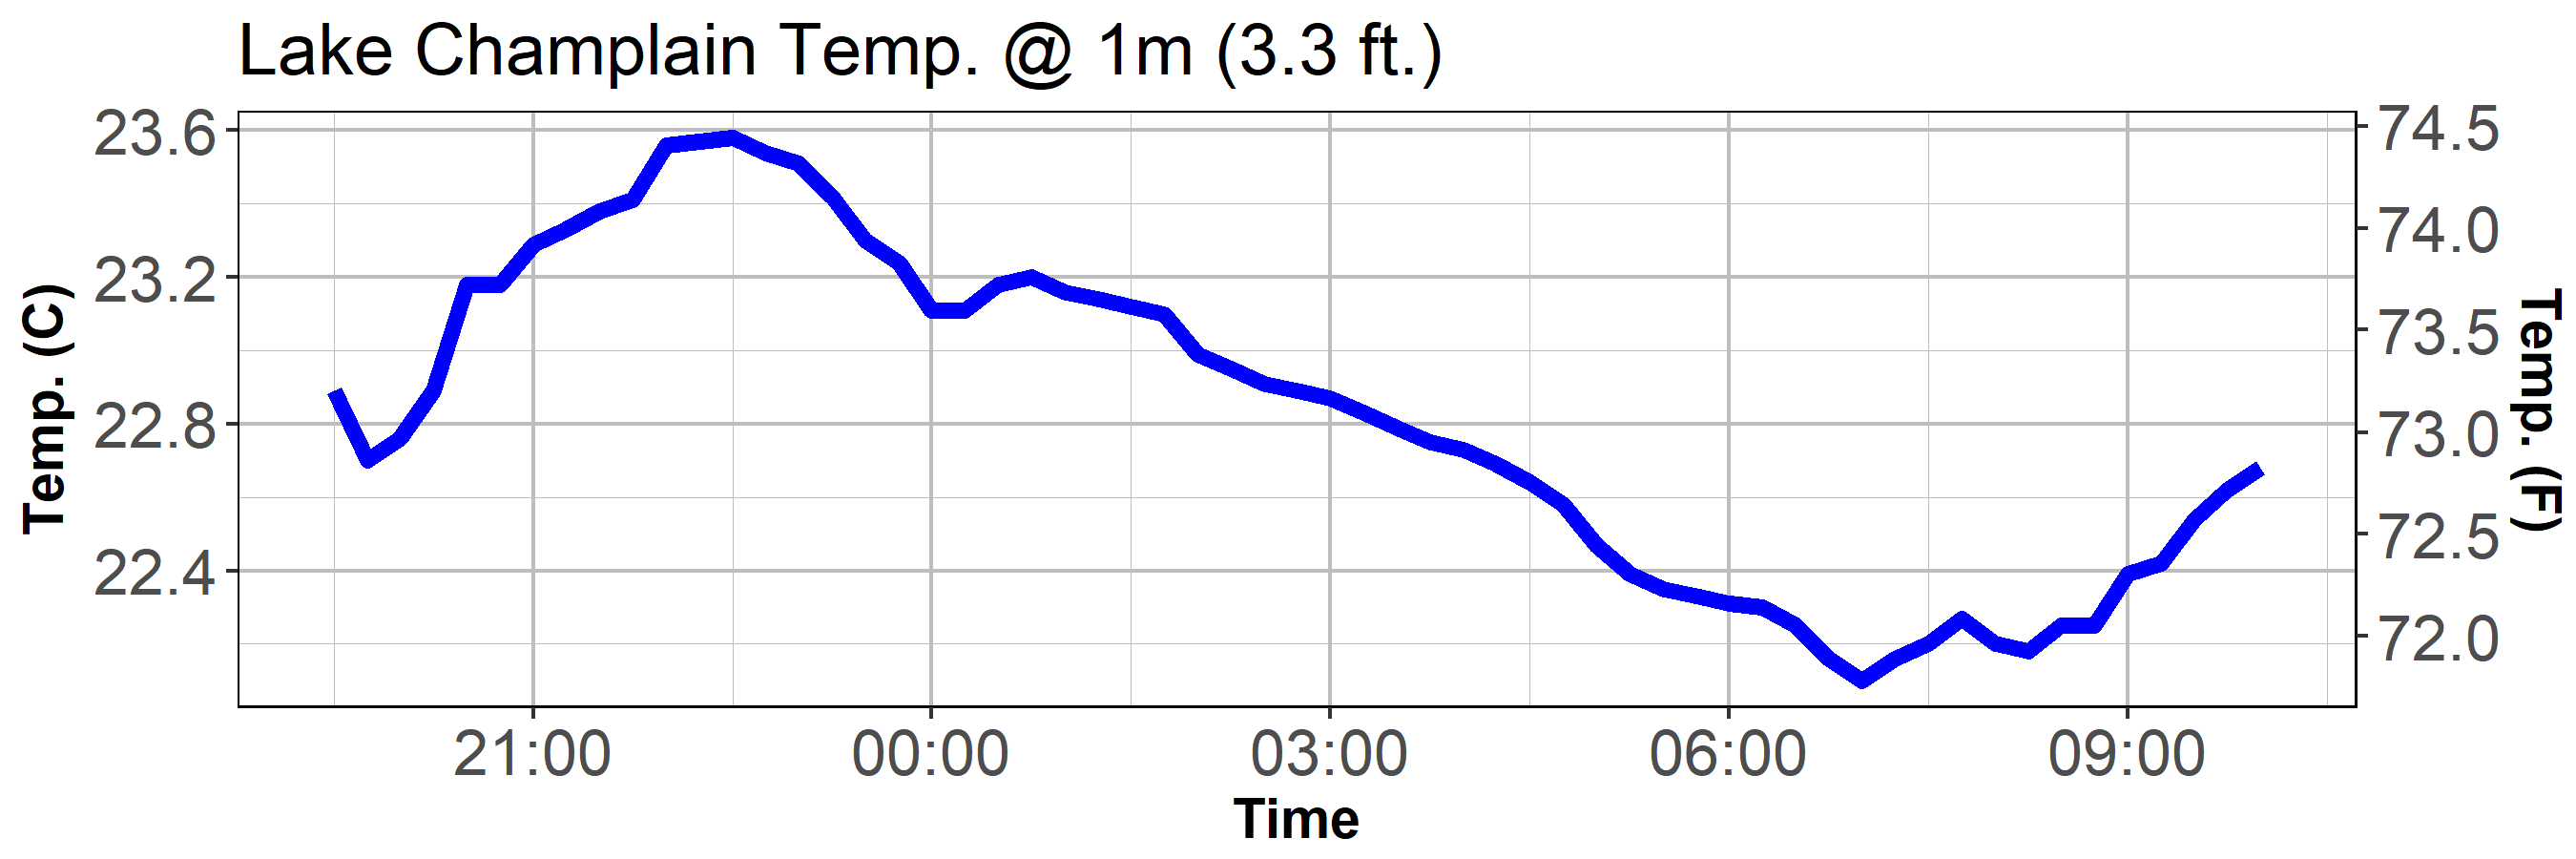 Lake Champlain Temp. @ 1m (3.3 ft.)
23.6
23.2
22.8
22.4
Temp. (C)
74.5
74.0
73.5
73.0
72.5
72.0
Temp. (F)
21:00 00:00 03:00 06:00 09:00
Time